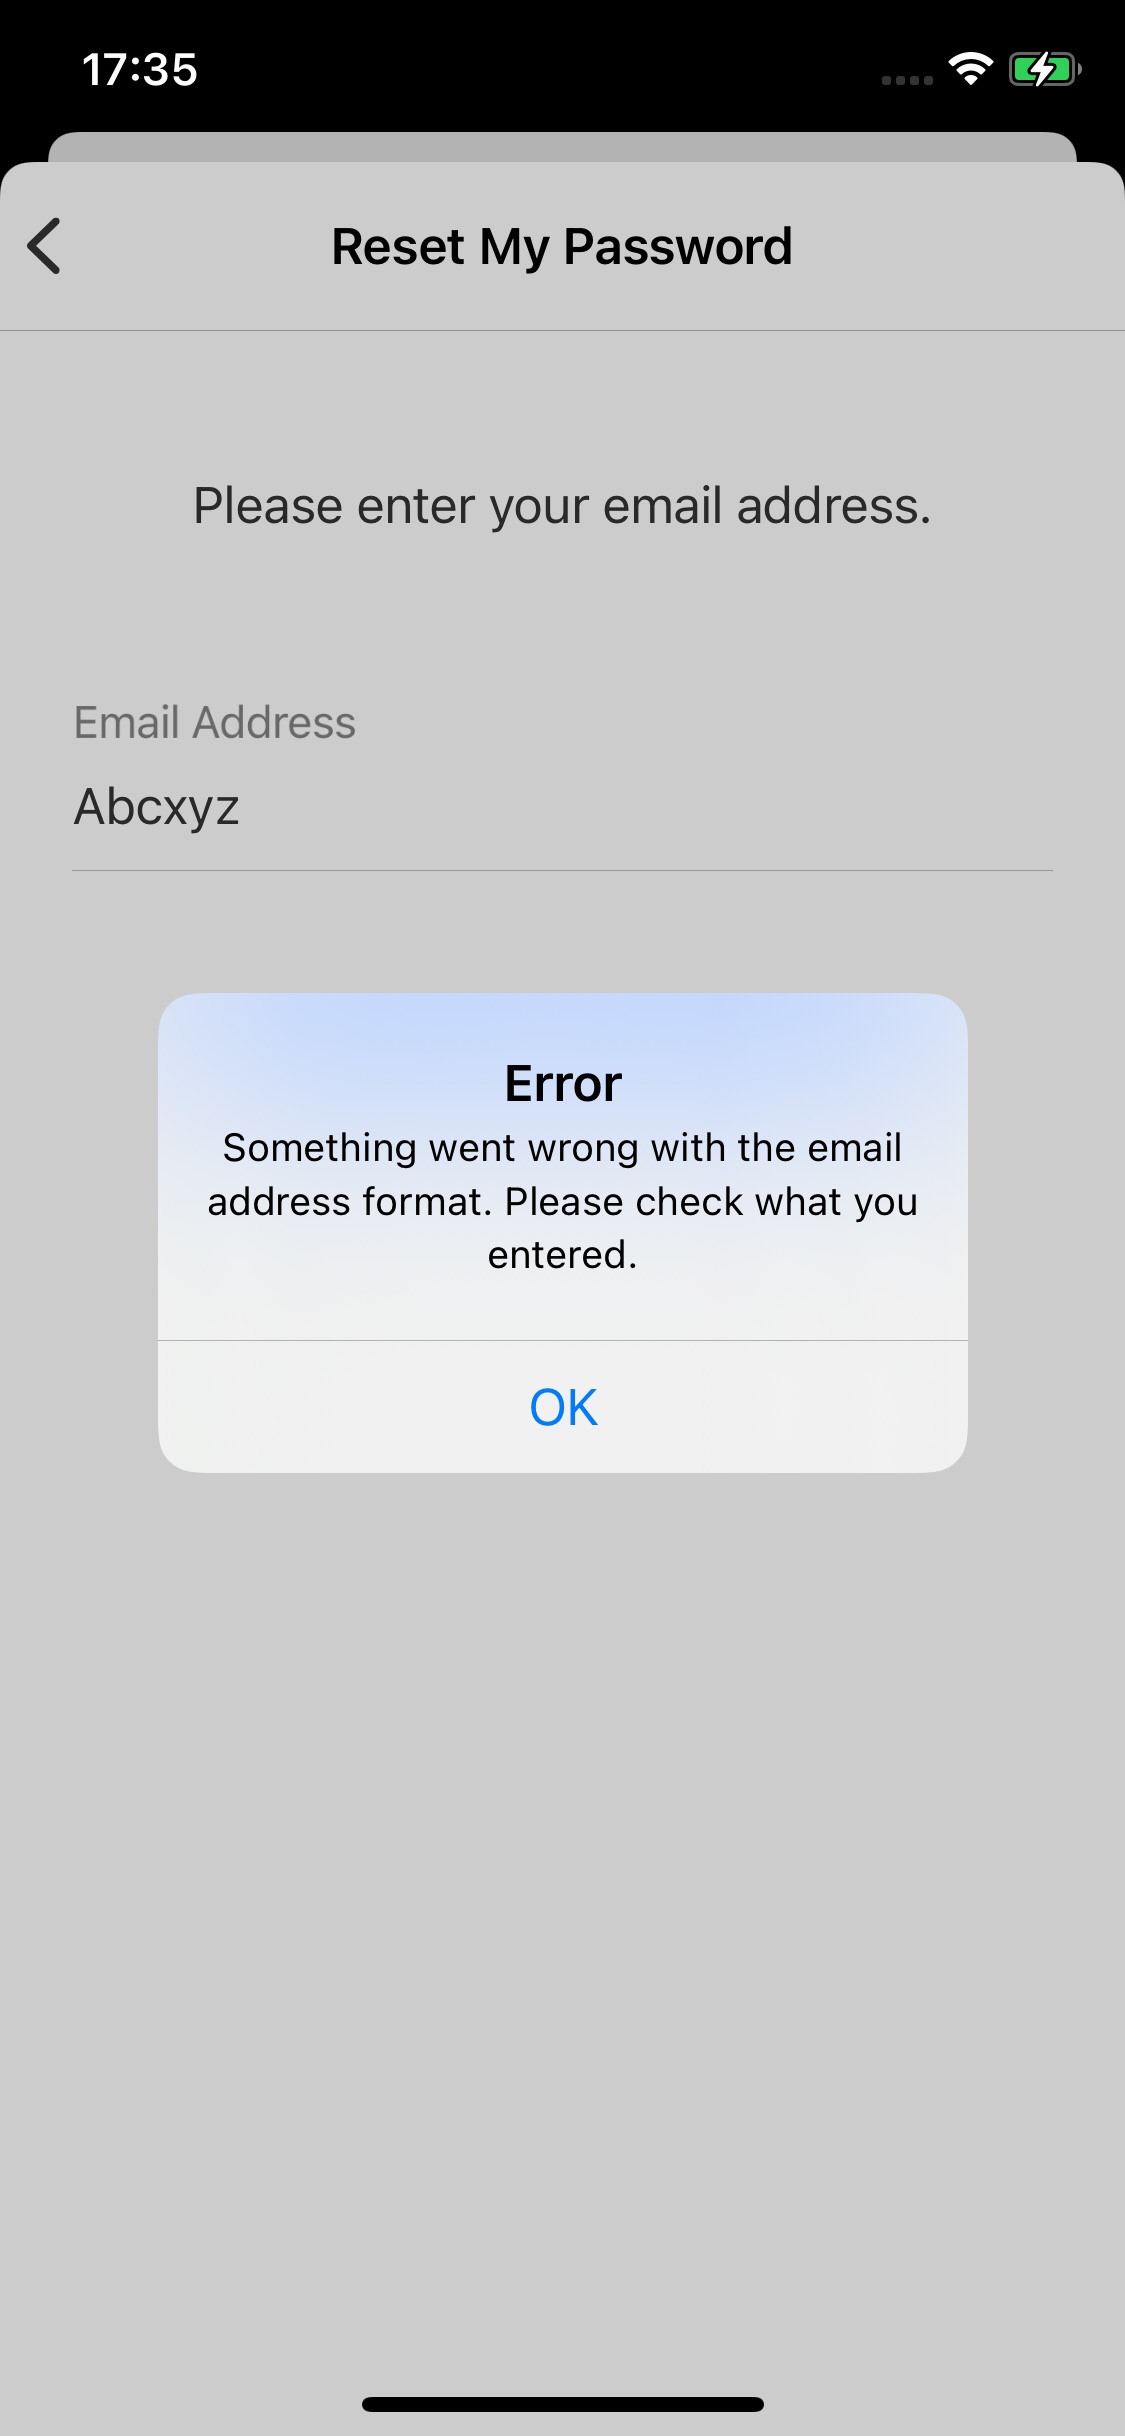 17:35
Reset My Password
Please enter your email address.
Email Address
Abcxyz
Error
Something went wrong with the email
address format. Please check what you
entered.
OK